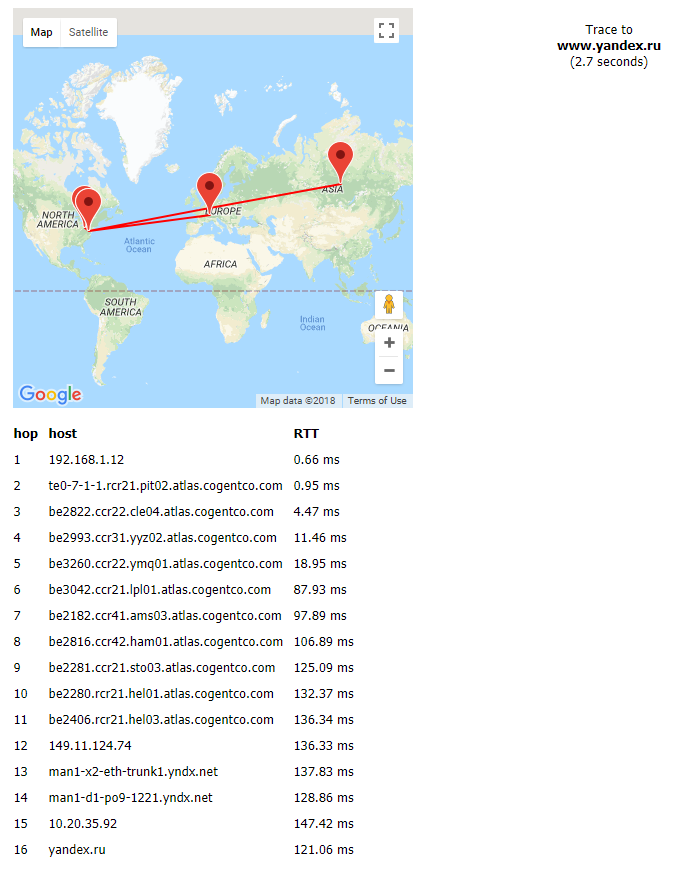 Map Satellite
Trace to
www.yandex.ru
(2.7 seconds)
NORTH
AMERICA
EUROPE
ASIA
Atlantic
Ocean
AFRICA
SOUTH
AMERICA
Indian
Ocean
OCEANIA
Google
Map data ©2018 Terms of Use
hop host RTT
1 192.168.1.12 0.66 ms
2 te0-7-1-1.rcr21.pit02.atlas.cogentco.com 0.95 ms
3 be2822.ccr22.cle04.atlas.cogentco.com 4.47 ms
4 be2993.ccr31.yyz02.atlas.cogentco.com 11.46 ms
5 be3260.ccr22.ymq01.atlas.cogentco.com 18.95 ms
6 be3042.ccr21.lpl01.atlas.cogentco.com 87.93 ms
7 be2182.ccr41.ams03.atlas.cogentco.com 97.89 ms
8 be2816.ccr42.ham01.atlas.cogentco.com 106.89 ms
9 be2281.ccr21.sto03.atlas.cogentco.com 125.09 ms
10 be2280.rcr21.hel01.atlas.cogentco.com 132.37 ms
11 be2406.rcr21.hel03.atlas.cogentco.com 136.34 ms
12 149.11.124.74 136.33 ms
13 man1-x2-eth-trunk1.yndx.net 137.83 ms
14 man1-d1-po9-1221.yndx.net 128.86 ms
15 10.20.35.92 147.42 ms
16 yandex.ru 121.06 ms